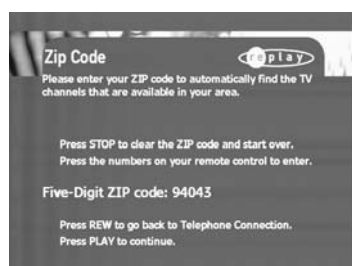 Zip Code
replay
Please enter your ZIP code to automatically find the TV
channels that are available in your area.
Press STOP to clear the ZIP code and start over.
Press the numbers on your remote control to enter.
Five-Digit ZIP code: 94043
Press REW to go back to Telephone Connection.
Press PLAY to continue.